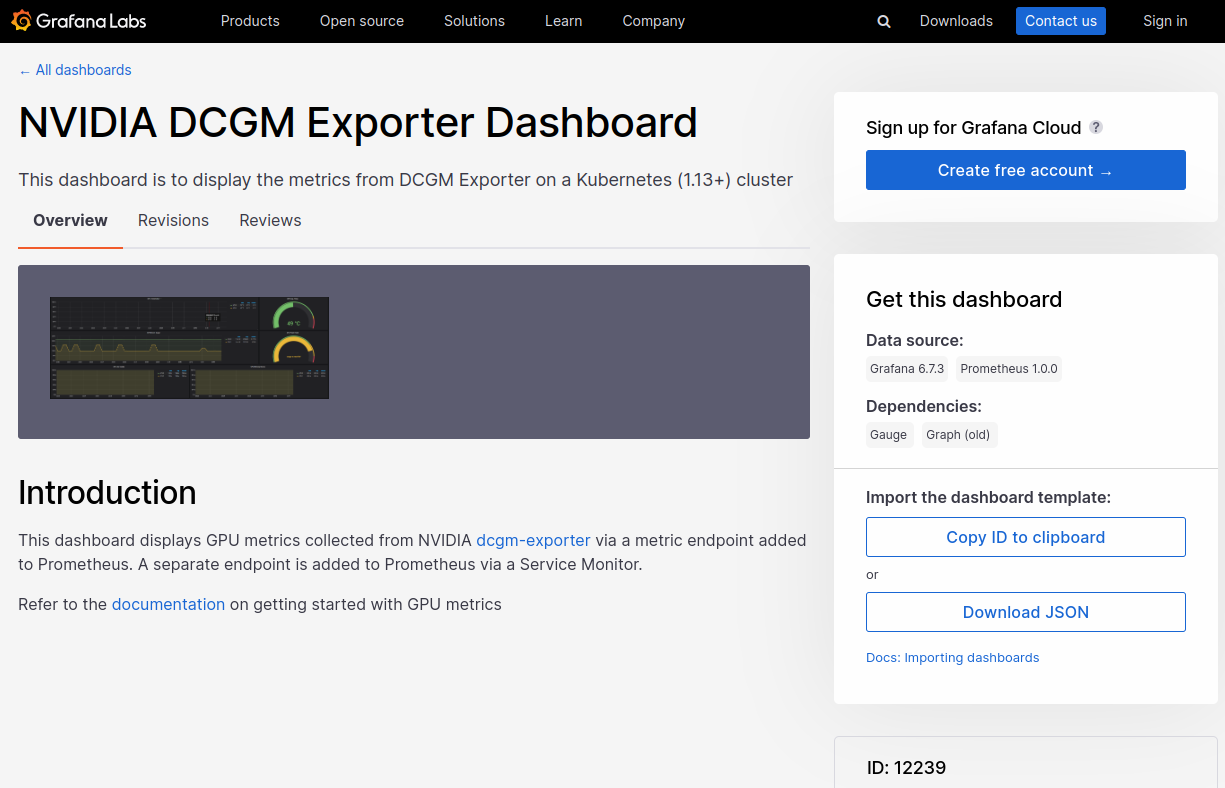 Grafana Labs
Products Open source Solutions Learn Company
Downloads Contact us Sign in
← All dashboards
NVIDIA DCGM Exporter Dashboard
This dashboard is to display the metrics from DCGM Exporter on a Kubernetes (1.13+) cluster
Overview Revisions Reviews
Introduction
This dashboard displays GPU metrics collected from NVIDIA dcgm-exporter via a metric endpoint added
to Prometheus. A separate endpoint is added to Prometheus via a Service Monitor.
Refer to the documentation on getting started with GPU metrics
Sign up for Grafana Cloud ?
Create free account →
Get this dashboard
Data source:
Grafana 6.7.3 Prometheus 1.0.0
Dependencies:
Gauge Graph (old)
Import the dashboard template:
Copy ID to clipboard
or
Download JSON
Docs: Importing dashboards
ID: 12239